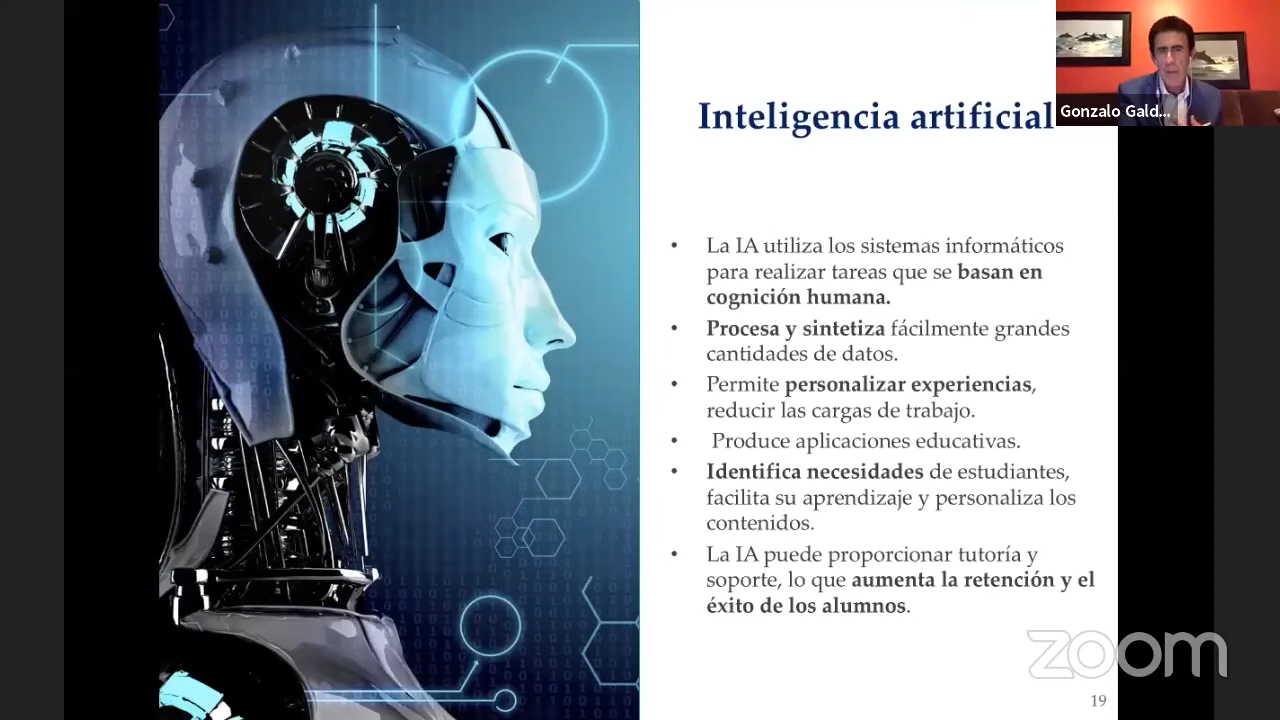 Inteligencia artificial
Gonzalo Gald...
• La IA utiliza los sistemas informáticos
para realizar tareas que se basan en
cognición humana.
• Procesa y sintetiza fácilmente grandes
cantidades de datos.
• Permite personalizar experiencias,
reducir las cargas de trabajo.
• Produce aplicaciones educativas.
• Identifica necesidades de estudiantes,
facilita su aprendizaje y personaliza los
contenidos.
• La IA puede proporcionar tutoría y
soporte, lo que aumenta la retención y el
éxito de los alumnos.
zoom
19